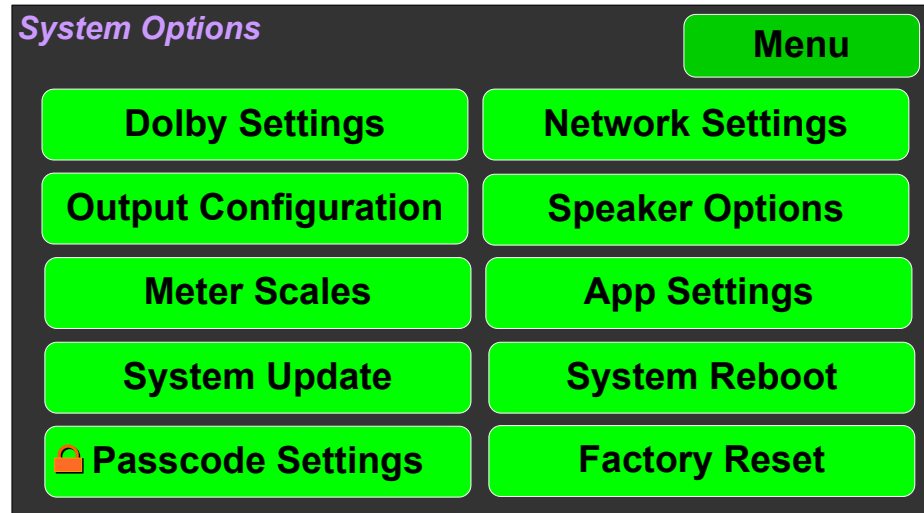 System Options
Menu
Dolby Settings
Network Settings
Output Configuration
Speaker Options
Meter Scales
App Settings
System Update
System Reboot
Passcode Settings
Factory Reset